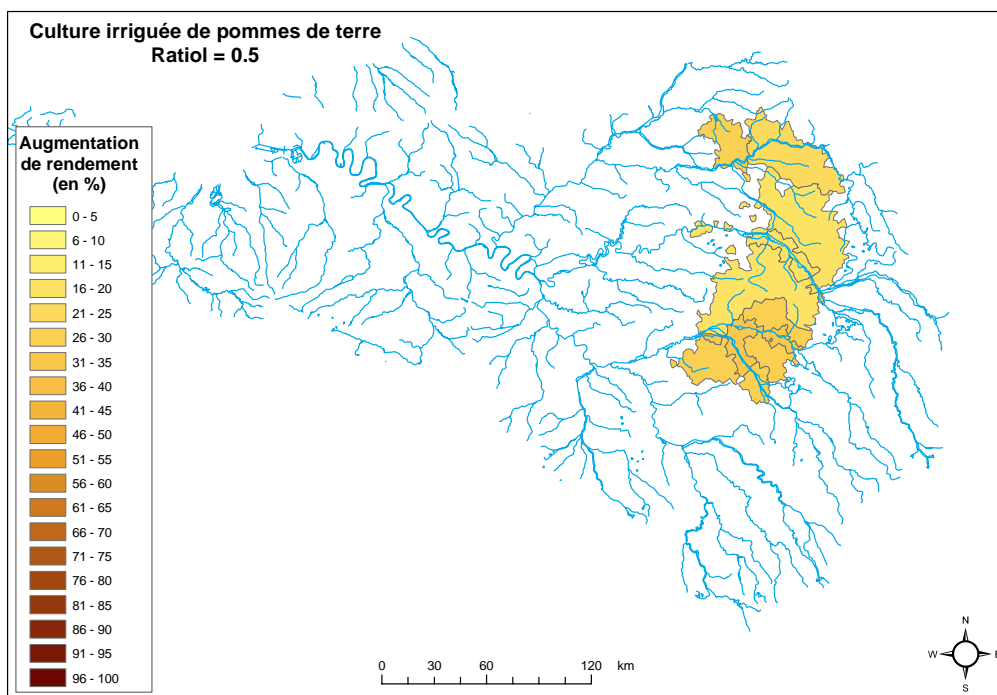 Culture irriguée de pommes de terre
Ratiol = 0.5
Augmentation
de rendement
(en %)
0 - 5
6 - 10
11 - 15
16 - 20
21 - 25
26 - 30
31 - 35
36 - 40
41 - 45
46 - 50
51 - 55
56 - 60
61 - 65
66 - 70
71 - 75
76 - 80
81 - 85
86 - 90
91 - 95
96 - 100
0 30 60 120 km
N
W E
S